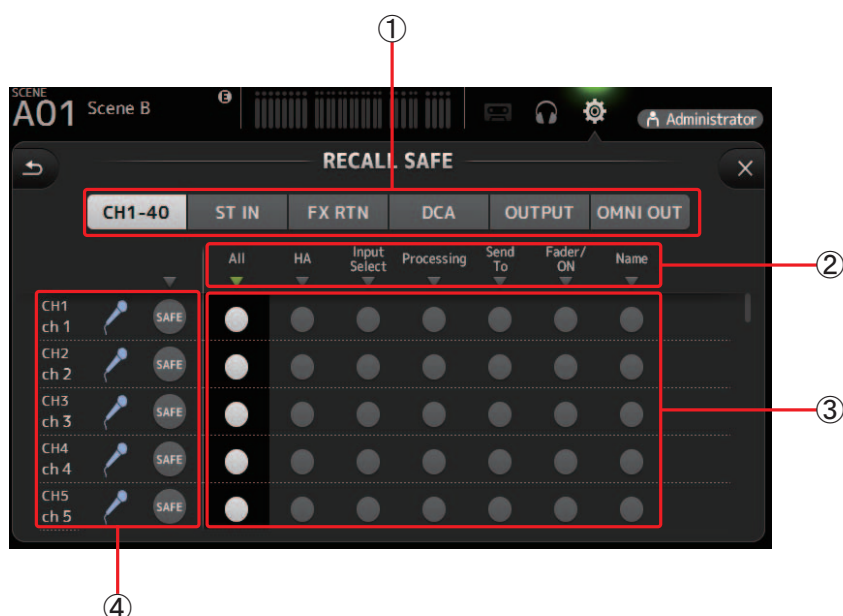 ①
SCENE
A01 Scene B E Administrator
RECALL SAFE
CH1-40 ST IN FX RTN DCA OUTPUT OMNI OUT
All HA Input Select Processing Send To Fader/ON Name
②
CH1
ch 1 SAFE
CH2
ch 2 SAFE
CH3
ch 3 SAFE
③
CH4
ch 4 SAFE
CH5
ch 5 SAFE
④